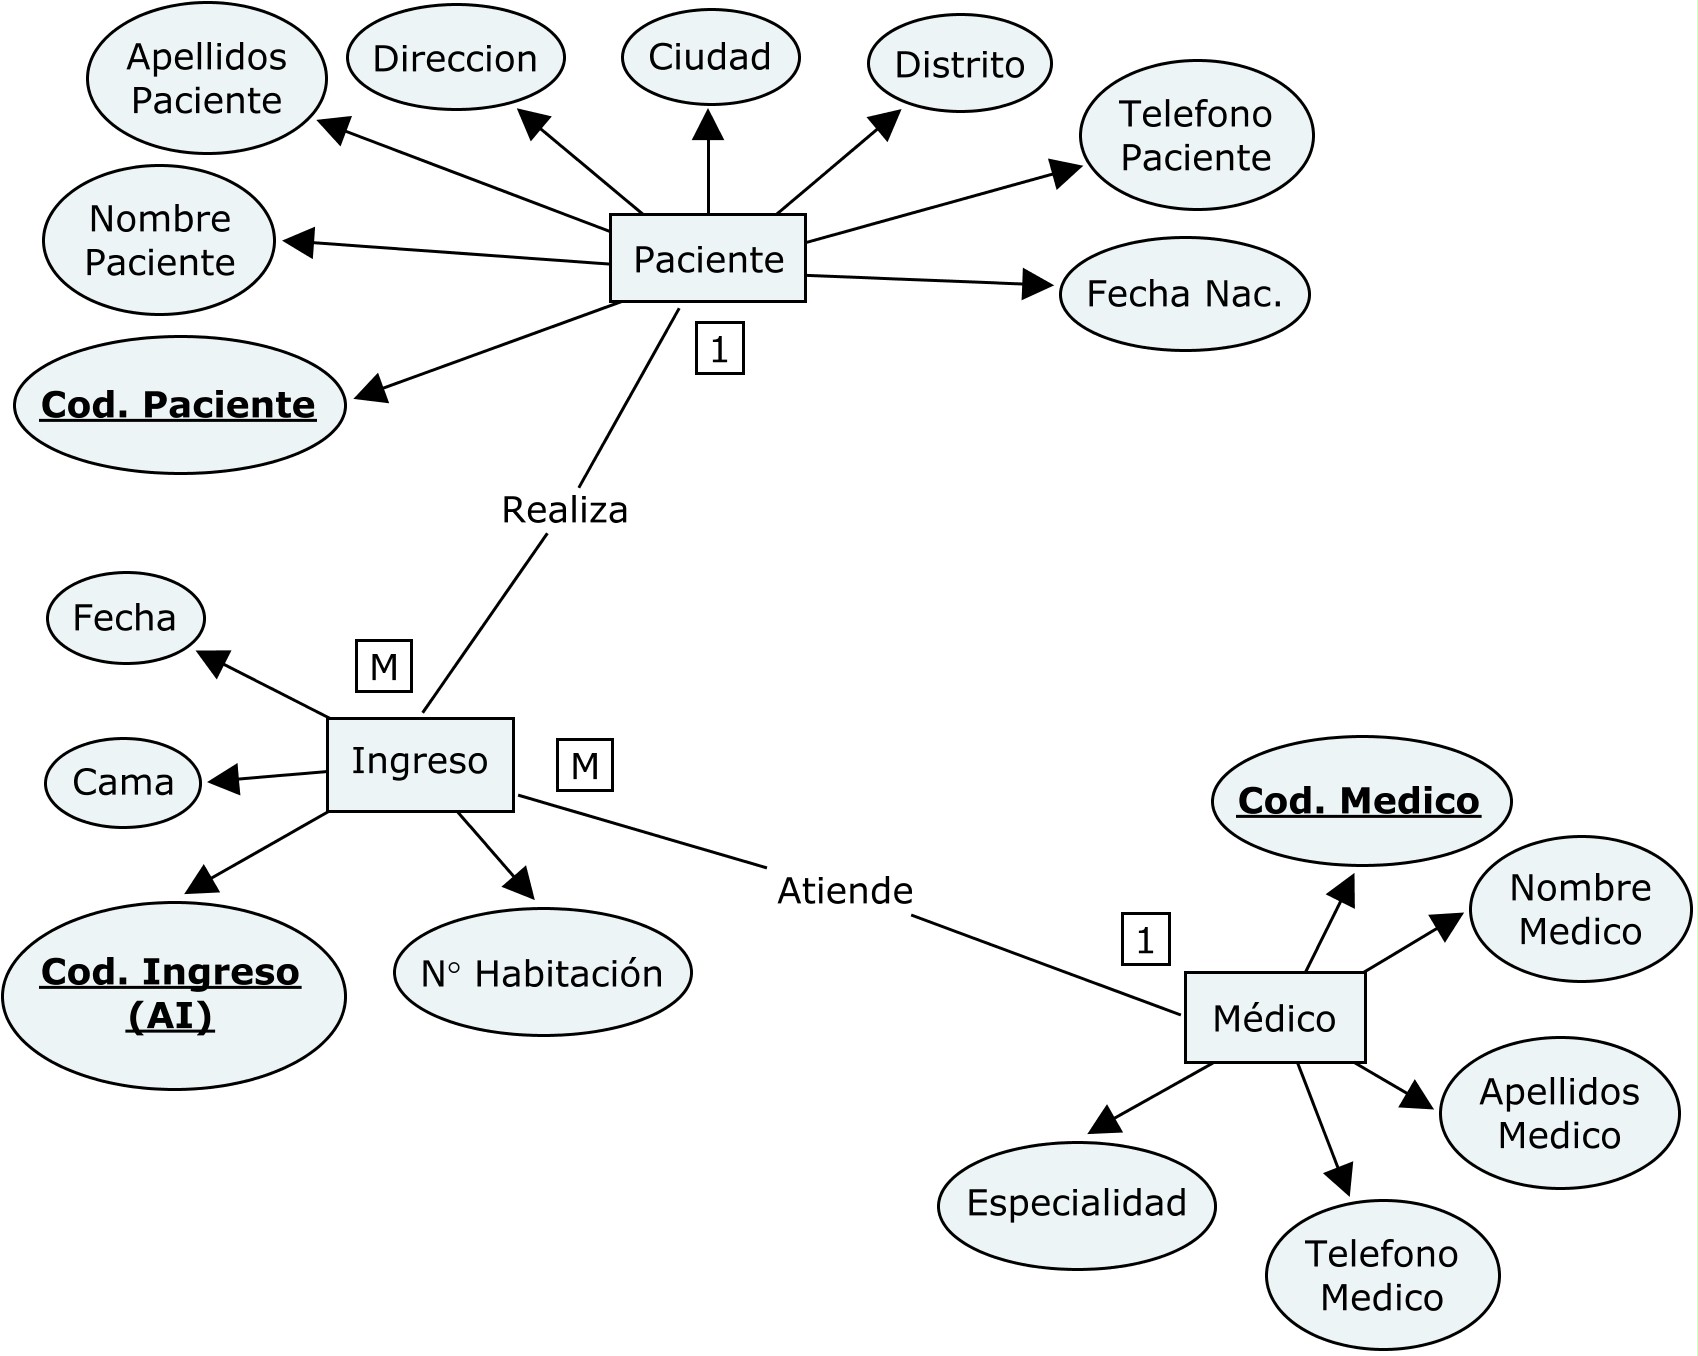 Apellidos
Paciente
Direccion
Ciudad
Distrito
Telefono
Paciente
Nombre
Paciente
Paciente
Fecha Nac.
1
Cod. Paciente
Realiza
Fecha
M
Ingreso
M
Cama
Cod. Medico
Atiende
Nombre
Medico
1
Cod. Ingreso
(AI)
N° Habitación
Médico
Apellidos
Medico
Especialidad
Telefono
Medico